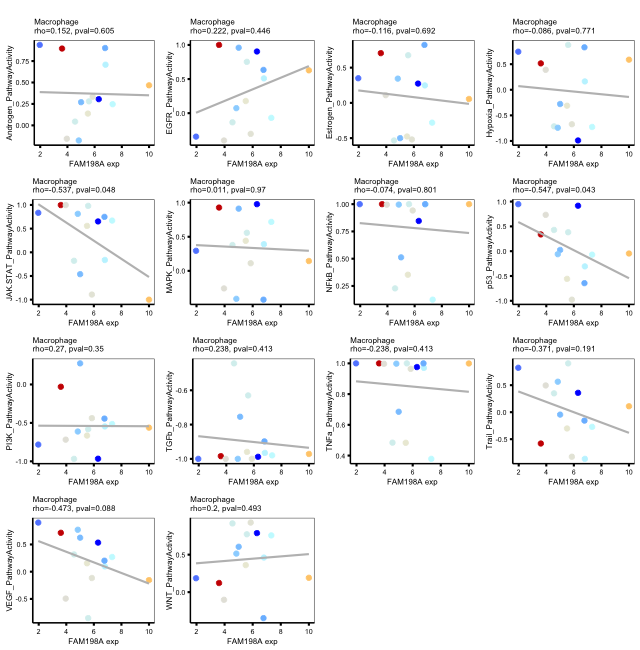 Macrophage
rho=0.152, pval=0.605
Androgen_PathwayActivity
0.75
0.50
0.25
0.00
2 4 6 8 10
FAM198A exp
Macrophage
rho=0.222, pval=0.446
EGFR_PathwayActivity
1.0
0.5
0.0
2 4 6 8 10
FAM198A exp
Macrophage
rho=-0.116, pval=0.692
Estrogen_PathwayActivity
0.5
0.0
-0.5
2 4 6 8 10
FAM198A exp
Macrophage
rho=-0.086, pval=0.771
Hypoxia_PathwayActivity
0.5
0.0
-0.5
-1.0
2 4 6 8 10
FAM198A exp
Macrophage
rho=-0.537, pval=0.048
JAK.STAT_PathwayActivity
1.0
0.5
0.0
-0.5
-1.0
2 4 6 8 10
FAM198A exp
Macrophage
rho=0.011, pval=0.97
MAPK_PathwayActivity
1.0
0.5
0.0
2 4 6 8 10
FAM198A exp
Macrophage
rho=-0.074, pval=0.801
NFkB_PathwayActivity
1.00
0.75
0.50
0.25
2 4 6 8 10
FAM198A exp
Macrophage
rho=-0.547, pval=0.043
p53_PathwayActivity
1.0
0.5
0.0
-0.5
-1.0
2 4 6 8 10
FAM198A exp
Macrophage
rho=0.27, pval=0.35
PI3K_PathwayActivity
0.0
-0.5
-1.0
2 4 6 8 10
FAM198A exp
Macrophage
rho=0.238, pval=0.413
TGFb_PathwayActivity
-0.4
-0.6
-0.8
-1.0
2 4 6 8 10
FAM198A exp
Macrophage
rho=-0.238, pval=0.413
TNFa_PathwayActivity
1.0
0.8
0.6
0.4
2 4 6 8 10
FAM198A exp
Macrophage
rho=-0.371, pval=0.191
Trail_PathwayActivity
0.5
0.0
-0.5
2 4 6 8 10
FAM198A exp
Macrophage
rho=-0.473, pval=0.088
VEGF_PathwayActivity
0.5
0.0
-0.5
2 4 6 8 10
FAM198A exp
Macrophage
rho=0.2, pval=0.493
WNT_PathwayActivity
0.5
0.0
2 4 6 8 10
FAM198A exp